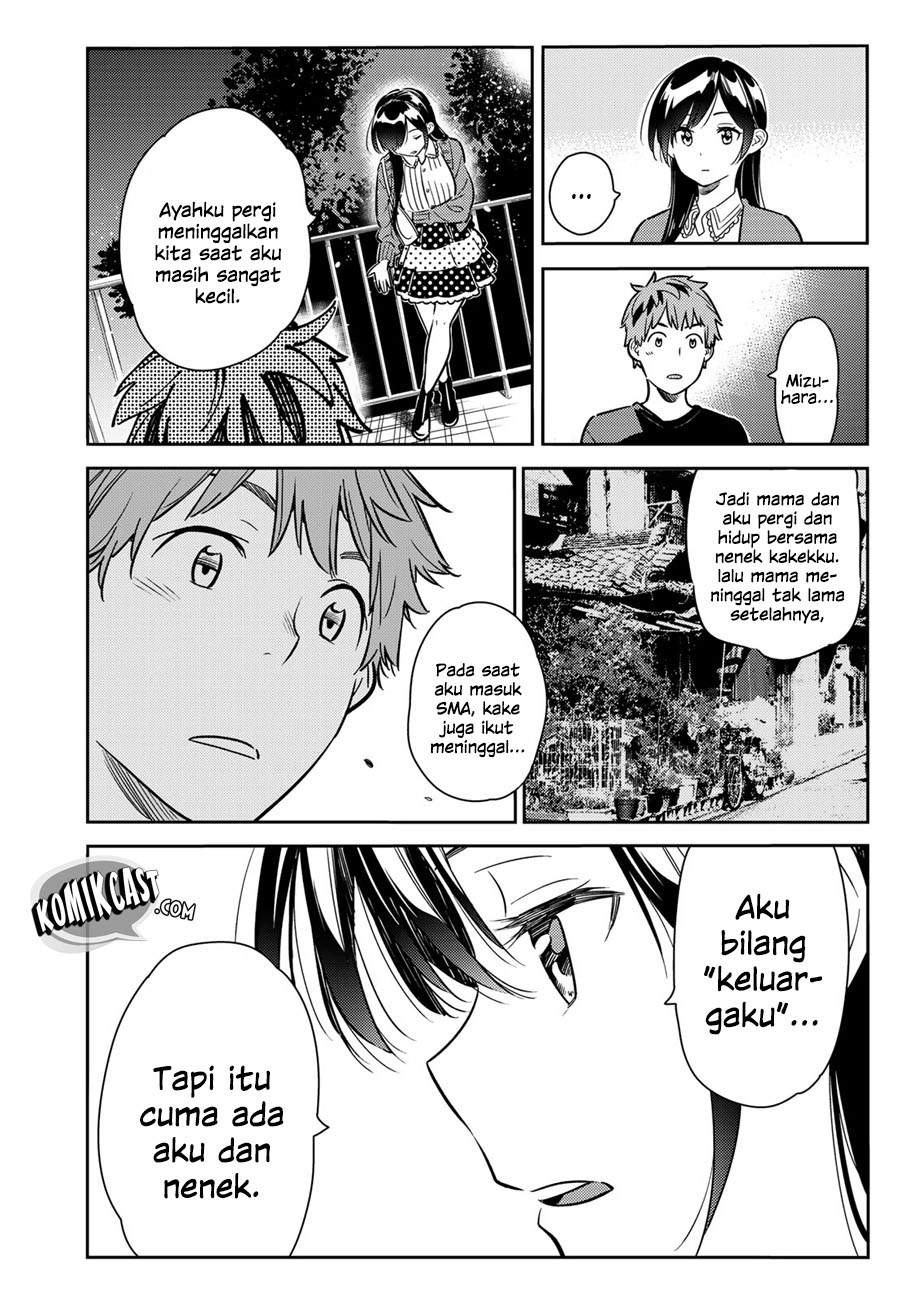 ...
Mizu-
hara...
Ayahku pergi
meninggalkan
kita saat aku
masih sangat
kecil.
Jadi mama dan
aku pergi dan
hidup bersama
nenek kakekku.
lalu mama me-
ninggal tak lama
setelahnya,
Pada saat
aku masuk
SMA, kake
juga ikut
meninggal...
Aku
bilang
"keluar-
gaku"...
Tapi itu
cuma ada
aku dan
nenek.
KOMIKCAST
.COM